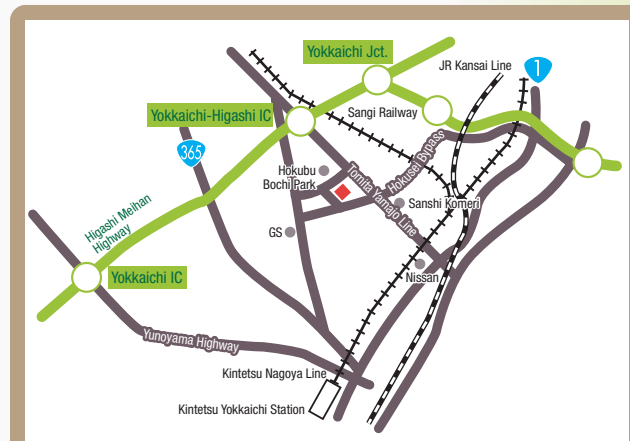 Yokkaichi Jct.
JR Kansai Line
1
Yokkaichi-Higashi IC
Sangi Railway
365
Hokusei Bypass
Hokubu
Bochi Park
Tomita Yamajo Line
Sanshi Komeri
Higashi Meihan
Highway
GS
Yokkaichi IC
Nissan
Yunoyama Highway
Kintetsu Nagoya Line
Kintetsu Yokkaichi Station